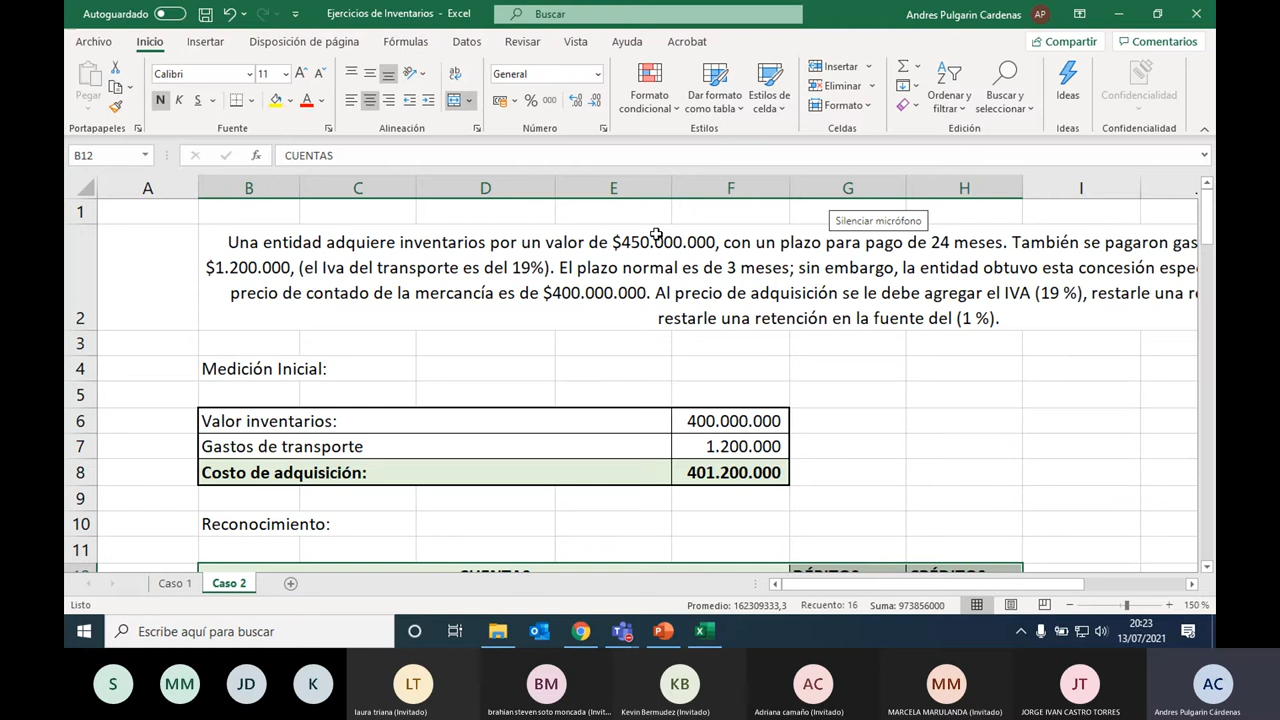 Autoguardado
Ejercicios de Inventarios - Excel
Buscar
Andres Pulgarin Cardenas
AP
Archivo
Inicio
Insertar
Disposición de página
Fórmulas
Datos
Revisar
Vista
Ayuda
Acrobat
Compartir
Comentarios
Pegar
Calibri
11
N K S
General
% 000
Formato condicional
Dar formato como tabla
Estilos de celda
Insertar
Eliminar
Formato
Ordenar y filtrar
Buscar y seleccionar
Ideas
Confidencialidad
Portapapeles
Fuente
Alineación
Número
Estilos
Celdas
Edición
Ideas
Confidencialidad
B12
fx
CUENTAS
A B C D E F G H I
1
Silenciar micrófono
Una entidad adquiere inventarios por un valor de $450.000.000, con un plazo para pago de 24 meses. También se pagaron gas
$1.200.000, (el Iva del transporte es del 19%). El plazo normal es de 3 meses; sin embargo, la entidad obtuvo esta concesión espe
precio de contado de la mercancía es de $400.000.000. Al precio de adquisición se le debe agregar el IVA (19 %), restarle una r
2 restarle una retención en la fuente del (1 %).
3
4 Medición Inicial:
5
6 Valor inventarios: 400.000.000
7 Gastos de transporte 1.200.000
8 Costo de adquisición: 401.200.000
9
10 Reconocimiento:
11
12 CUENTAS DÉBITOS CRÉDITOS
Caso 1
Caso 2
Listo
Promedio: 162309333,3
Recuento: 16
Suma: 973856000
150 %
Escribe aquí para buscar
20:23
13/07/2021
S
MM
JD
K
LT
BM
KB
AC
MM
JT
AC
laura triana (Invitado)
brahian steven soto moncada (Invit...
Kevin Bermudez (Invitado)
Adriana camaño (Invitado)
MARCELA MARULANDA (Invitado)
JORGE IVAN CASTRO TORRES
Andres Pulgarin Cárdenas